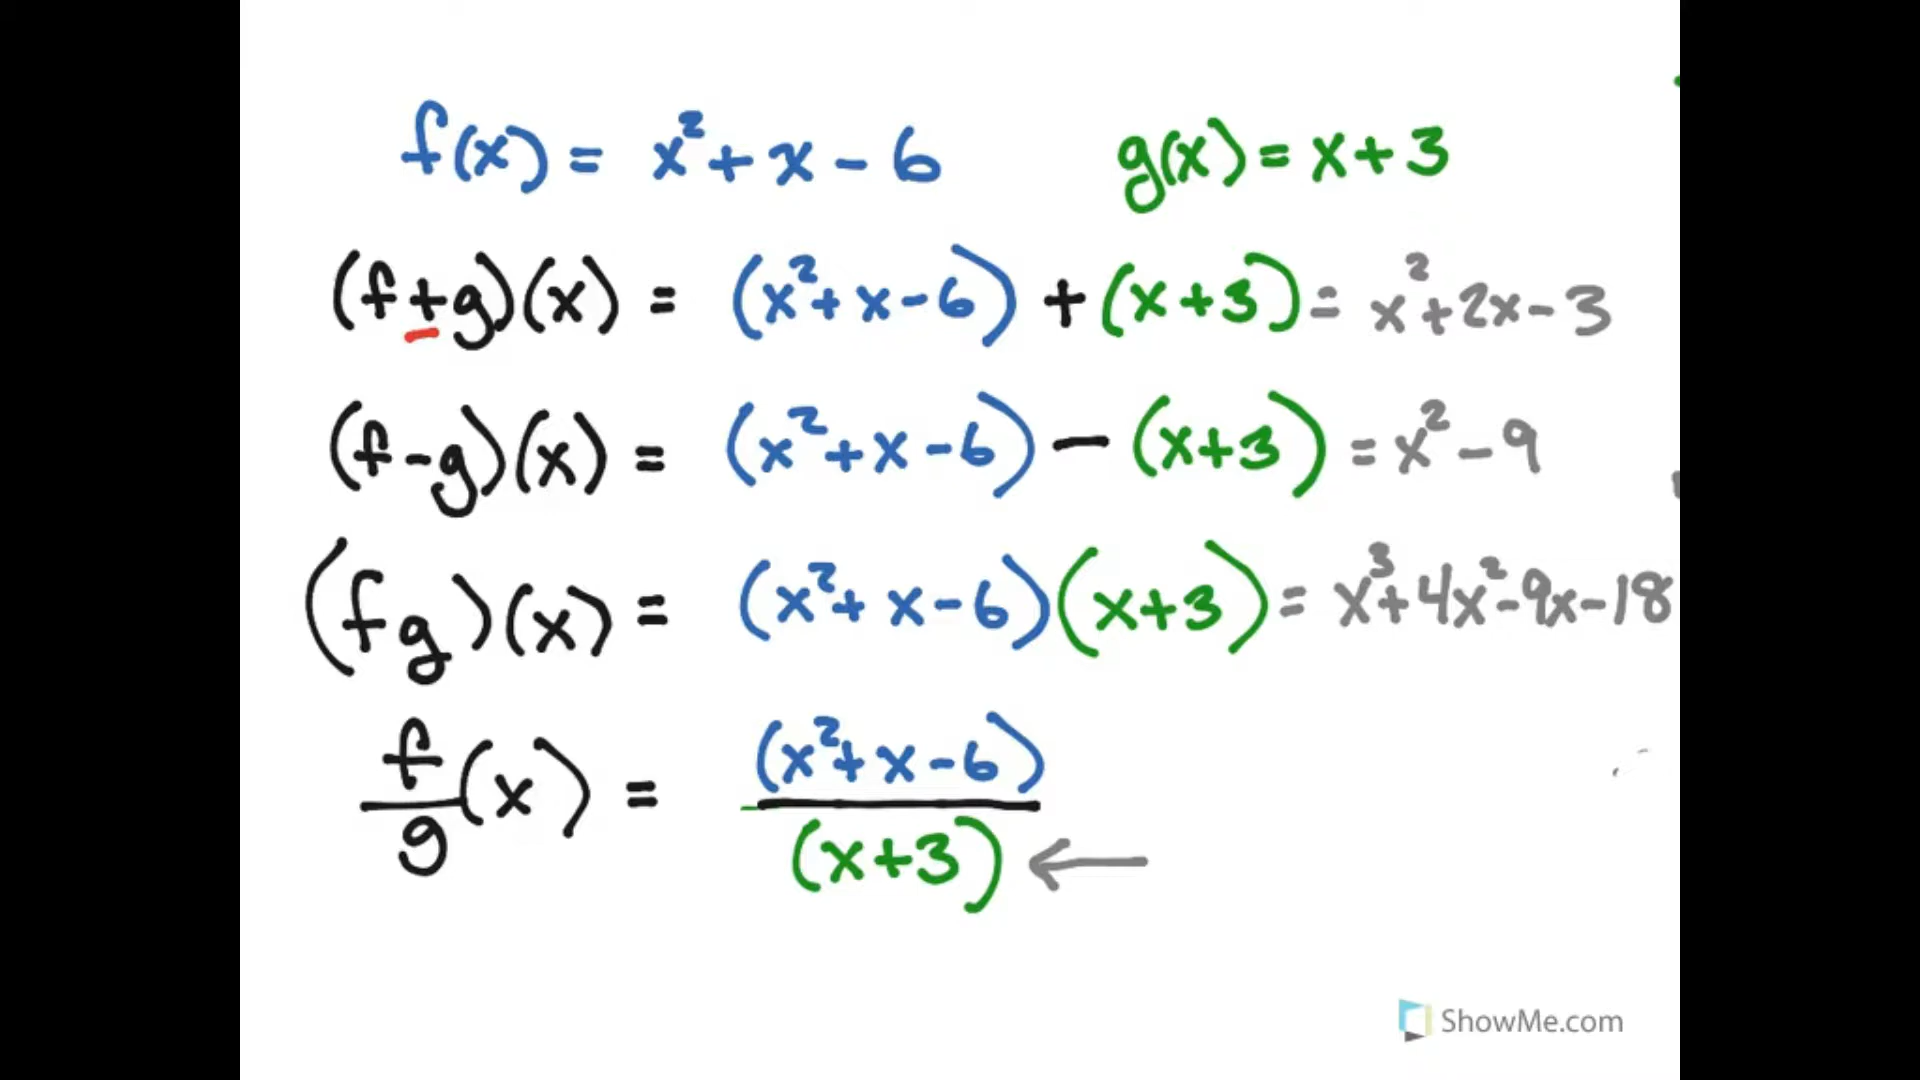 f(x) = x² + x - 6 g(x) = x + 3
(f+g)(x) = (x² + x - 6) + (x + 3) = x² + 2x - 3
(f-g)(x) = (x² + x - 6) - (x + 3) = x² - 9
(fg)(x) = (x² + x - 6)(x + 3) = x³ + 4x² - 9x - 18
f/g(x) = (x² + x - 6)/(x + 3) ←
ShowMe.com